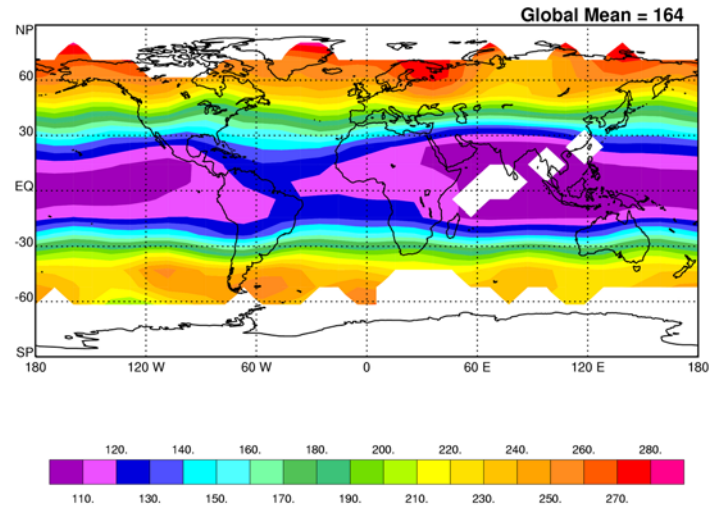 Global Mean = 164
NP
60
30
EQ
-30
-60
SP
180 120 W 60 W 0 60 E 120 E 180
120. 140. 160. 180. 200. 220. 240. 260. 280.
110. 130. 150. 170. 190. 210. 230. 250. 270.